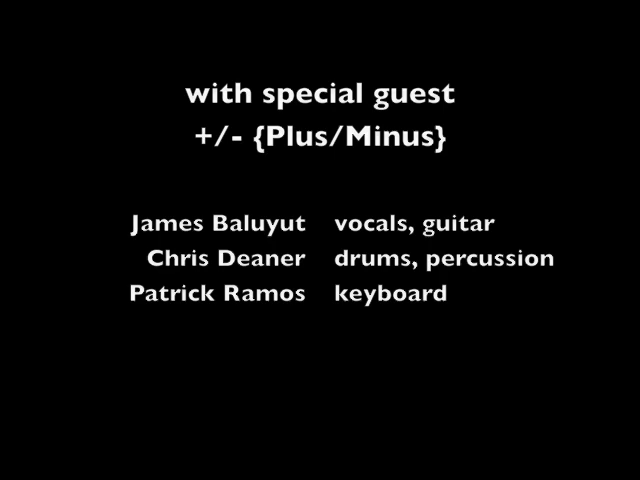 with special guest
+/- {Plus/Minus}
James Baluyut vocals, guitar
Chris Deaner drums, percussion
Patrick Ramos keyboard